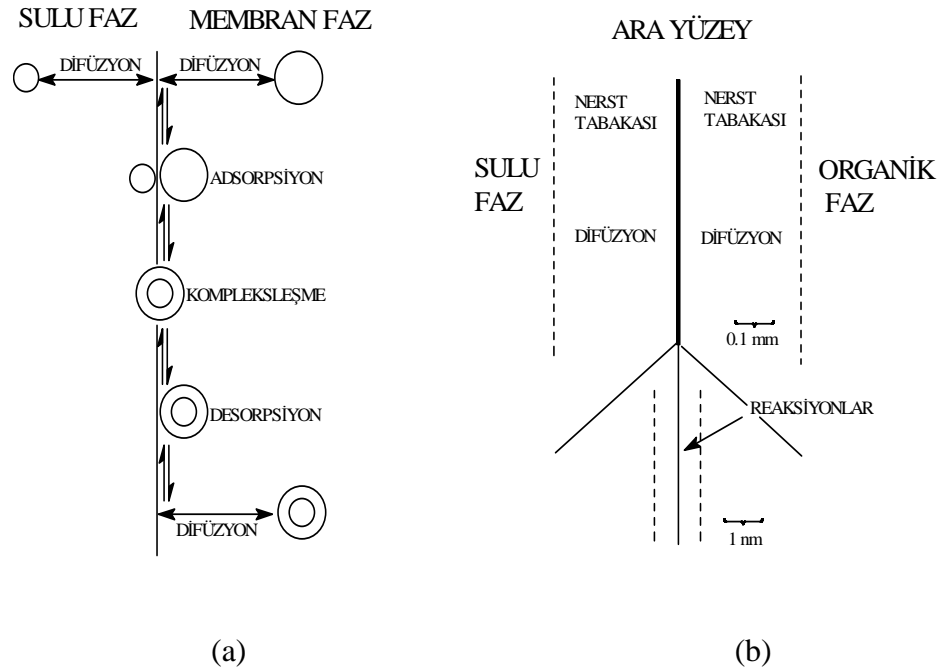 SULU FAZ
MEMBRAN FAZ
DİFÜZYON
DİFÜZYON
ADSORPSİYON
KOMPLEKSLEŞME
DESORPSİYON
DİFÜZYON
(a)
ARA YÜZEY
NERST
TABAKASI
NERST
TABAKASI
SULU
FAZ
ORGANİK
FAZ
DİFÜZYON
DİFÜZYON
0.1 mm
REAKSİYONLAR
1 nm
(b)